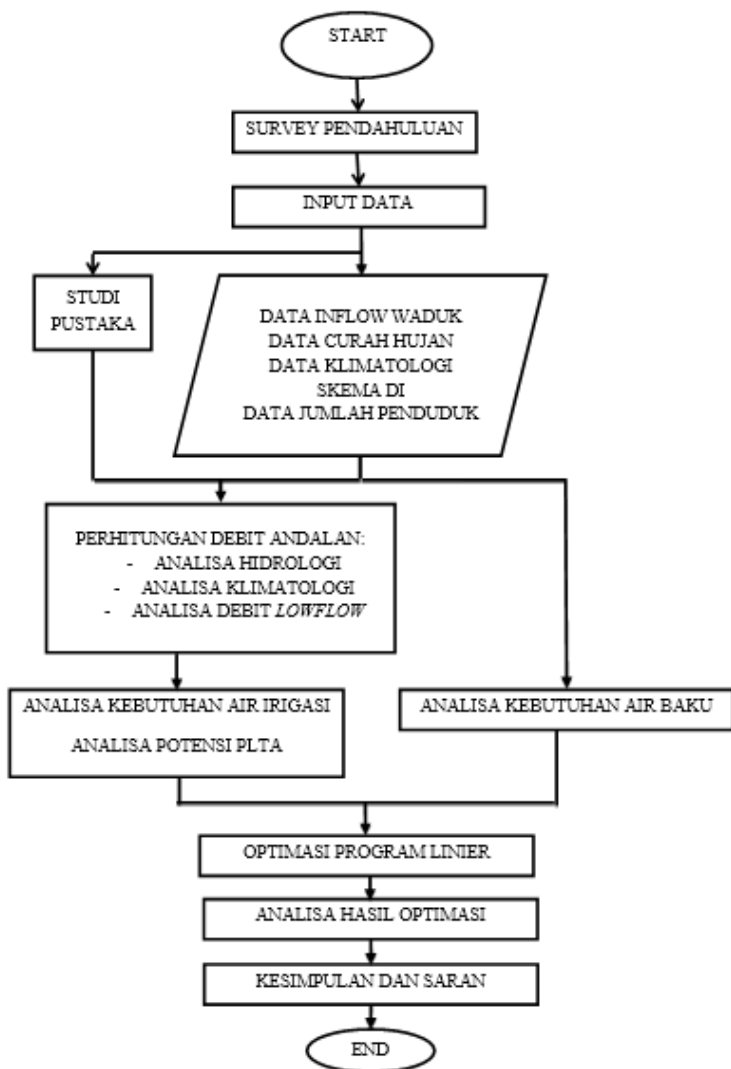 START
SURVEY PENDAHULUAN
INPUT DATA
STUDI
PUSTAKA
DATA INFLOW WADUK
DATA CURAH HUJAN
DATA KLIMATOLOGI
SKEMA DI
DATA JUMLAH PENDUDUK
PERHITUNGAN DEBIT ANDALAN:
- ANALISA HIDROLOGI
- ANALISA KLIMATOLOGI
- ANALISA DEBIT LOWFLOW
ANALISA KEBUTUHAN AIR IRIGASI
ANALISA POTENSI PLTA
ANALISA KEBUTUHAN AIR BAKU
OPTIMASI PROGRAM LINIER
ANALISA HASIL OPTIMASI
KESIMPULAN DAN SARAN
END